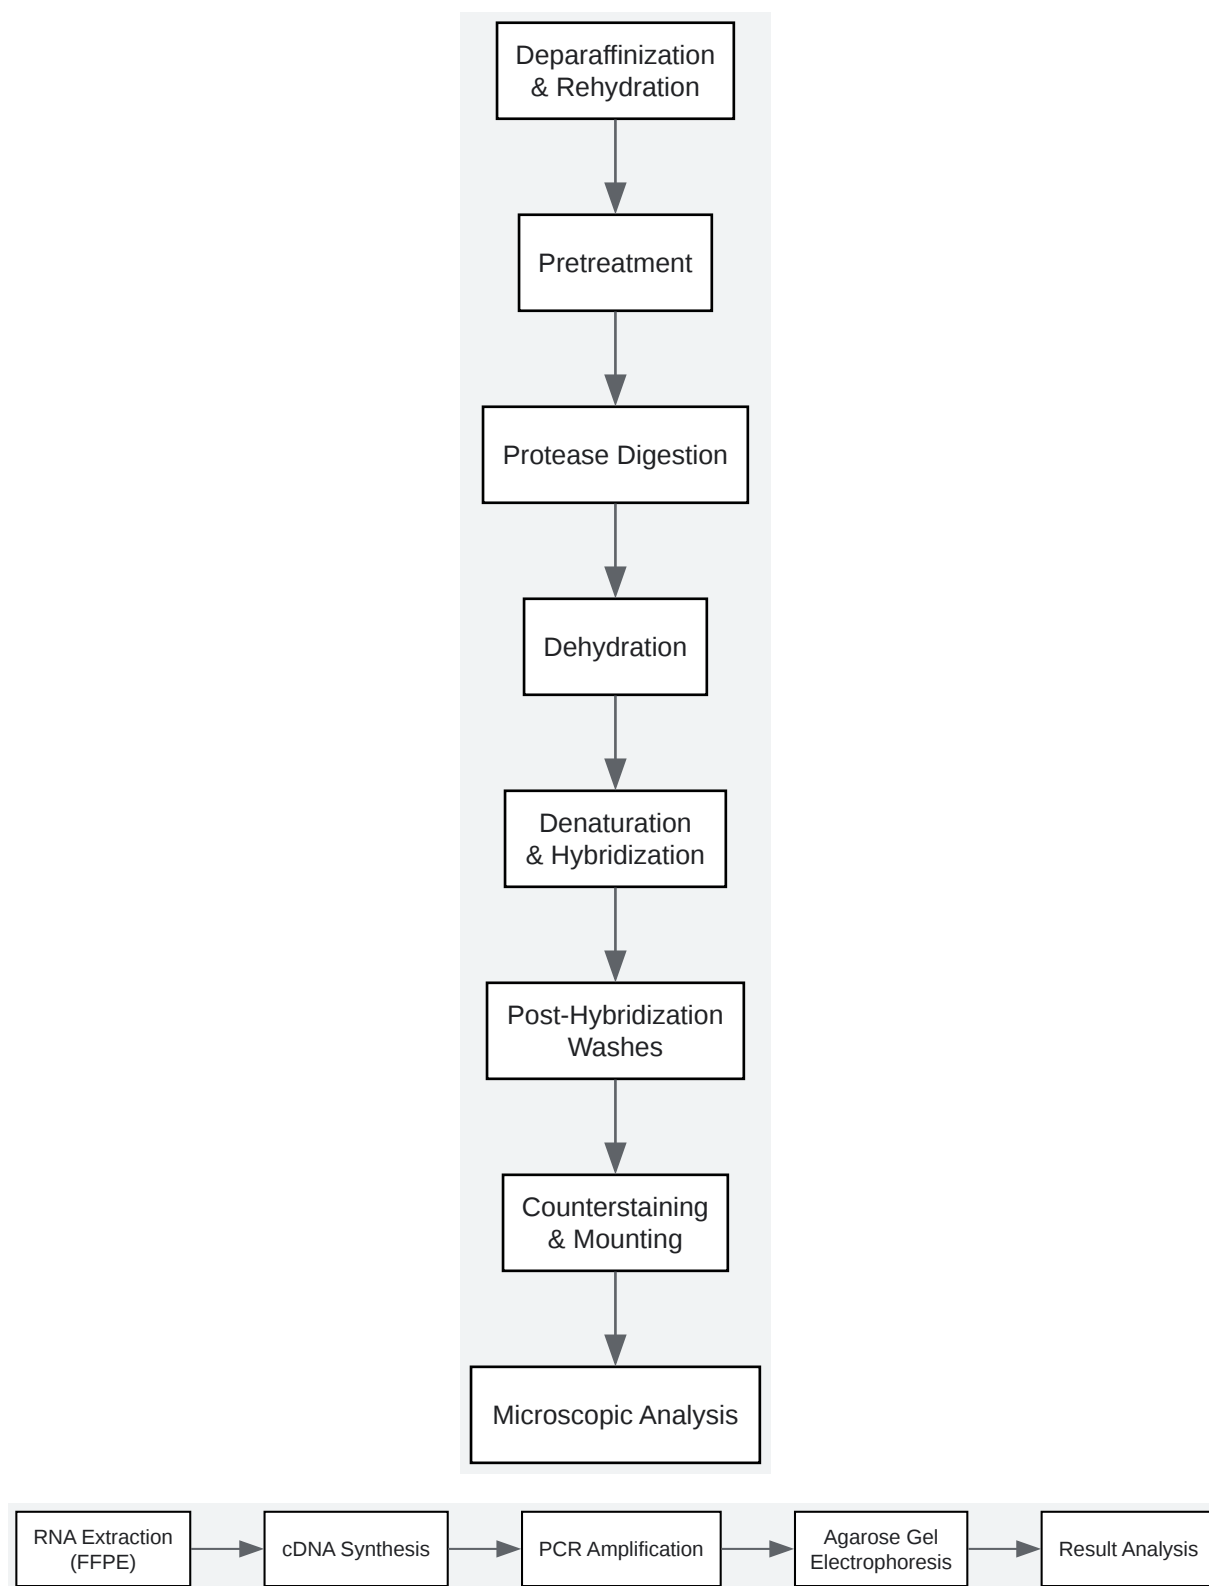 Deparaffinization
& Rehydration
Pretreatment
Protease Digestion
Dehydration
Denaturation
& Hybridization
Post-Hybridization
Washes
Counterstaining
& Mounting
Microscopic Analysis
RNA Extraction
(FFPE)
cDNA Synthesis
PCR Amplification
Agarose Gel
Electrophoresis
Result Analysis